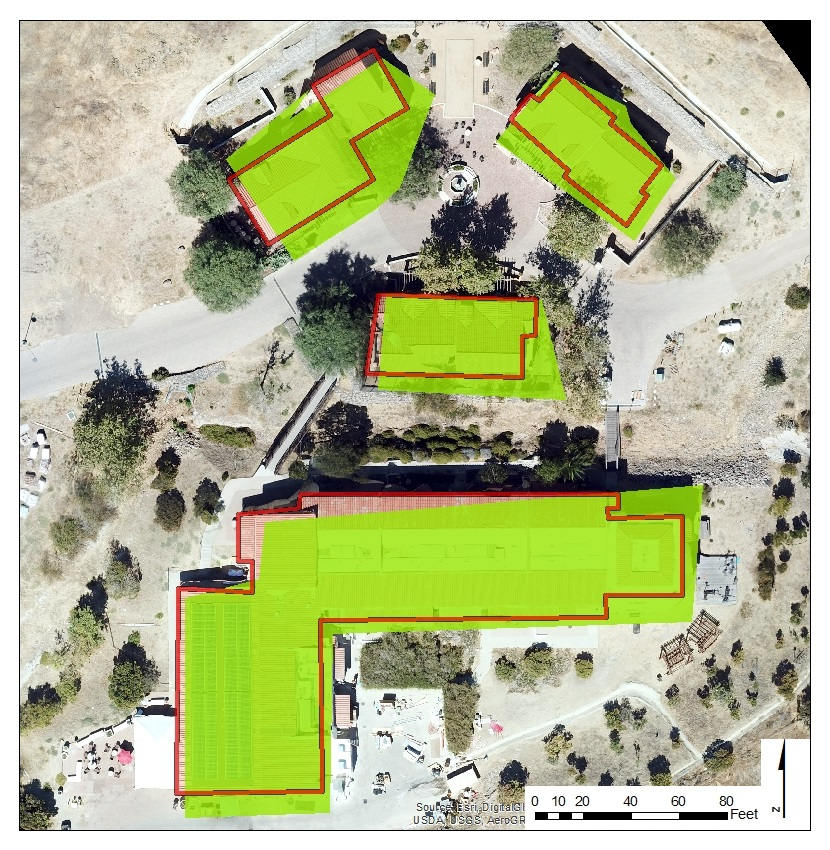 Source: Esri, DigitalGl
USDA, USGS, AeroGR
0 10 20 40 60 80
Feet
N